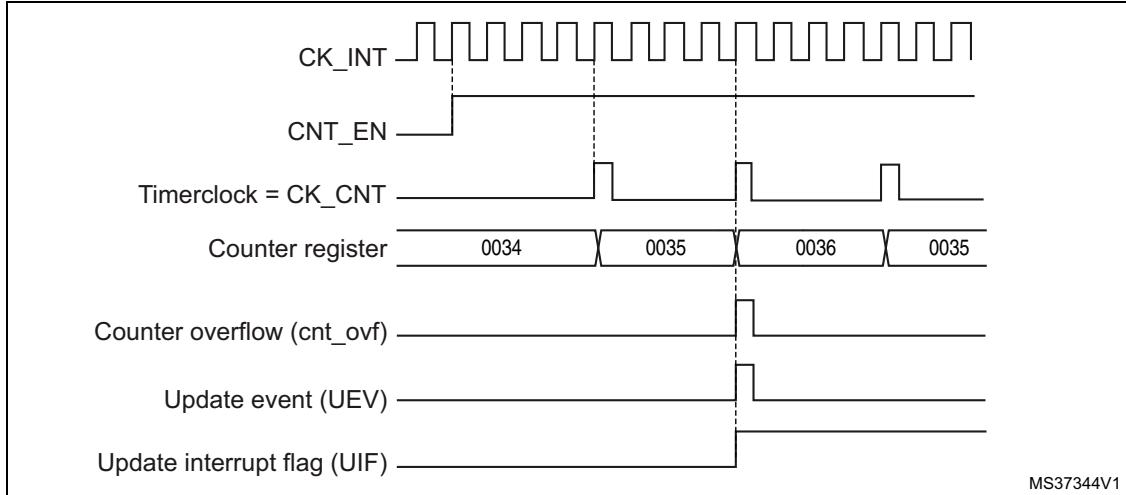 CK_INT
CNT_EN
Timerclock = CK_CNT
Counter register 0034 0035 0036 0035
Counter overflow (cnt_ovf)
Update event (UEV)
Update interrupt flag (UIF)
MS37344V1